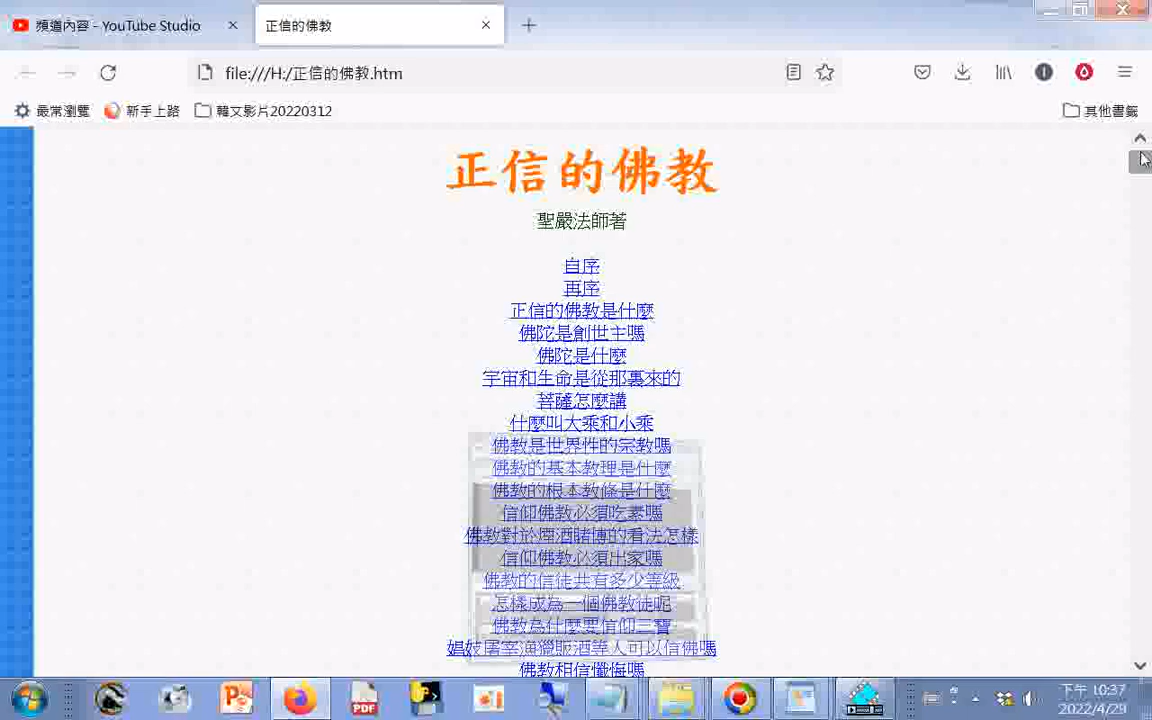 頻道內容 - YouTube Studio
正信的佛教
file:///H:/正信的佛教.htm
最常瀏覽
新手上路
韓文影片20220312
其他書籤
正信的佛教
聖嚴法師著
自序
再序
正信的佛教是什麼
佛陀是創世主嗎
佛陀是什麼
宇宙和生命是從那裏來的
菩薩怎麼講
什麼叫大乘和小乘
佛教是世界性的宗教嗎
佛教的基本教理是什麼
佛教的根本教條是什麼
信仰佛教必須吃素嗎
佛教對於煙酒賭博的看法怎樣
信仰佛教必須出家嗎
佛教的信徒共有多少等級
怎樣成為一個佛教徒呢
佛教為什麼要信仰三寶
娼妓屠宰漁獵販酒等人可以信佛嗎
佛教相信懺悔嗎
下午 10:37
2022/4/29